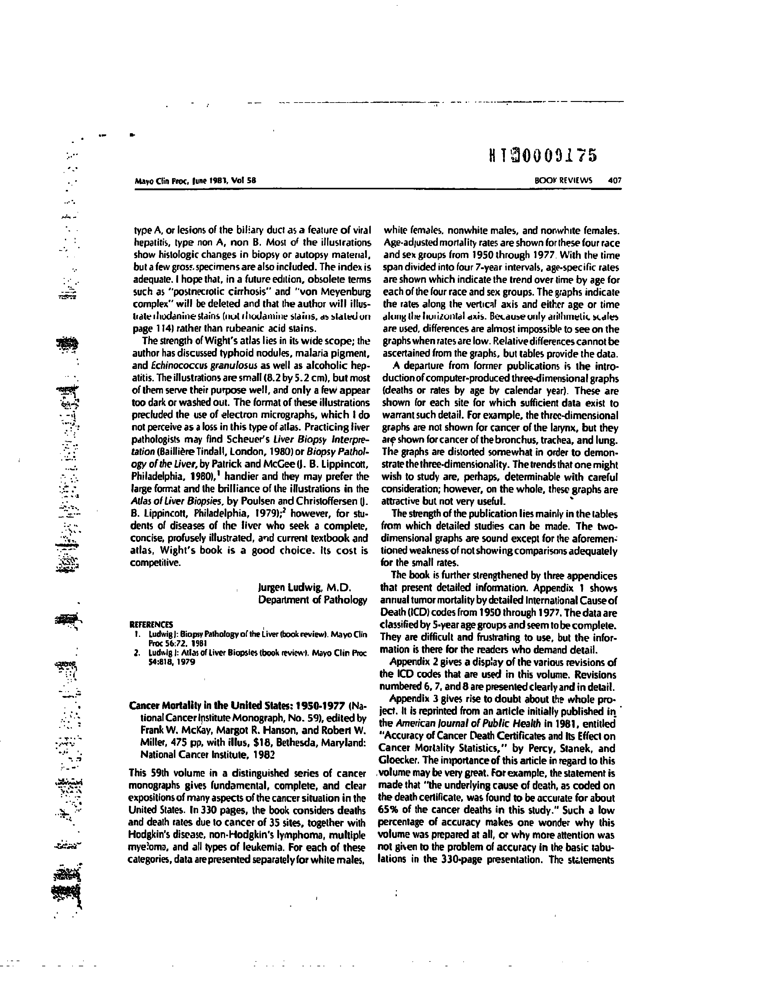 HT30000175
Mayo Clin Proc, June 1983, Vol 58
BOOK REVIEWS 407
type A, or lesions of the biliary duct as a feature of viral
hepatitis, type non A, non B. Most of the illustrations
show histologic changes in biopsy or autopsy material,
but a few gross specimens are also included. The index is
adequate. I hope that, in a future edition, obsolete terms
such as "postnecrotic cirrhosis" and "von Meyenburg
complex" will be deleted and that the author will illus-
trate rhodanine stains (not rhodamine stains, as stated on
page 114) rather than rubeanic acid stains.
The strength of Wight's atlas lies in its wide scope; the
author has discussed typhoid nodules, malaria pigment,
and Echinococcus granulosus as well as alcoholic hep-
atitis. The illustrations are small (8.2 by 5.2 cm), but most
of them serve their purpose well, and only a few appear
too dark or washed out. The format of these illustrations
precluded the use of electron micrographs, which I do
not perceive as a loss in this type of atlas. Practicing liver
pathologists may find Scheuer's Liver Biopsy Interpre-
tation (Baillière Tindall, London, 1980) or Biopsy Pathol-
ogy of the Liver, by Patrick and McGee (J. B. Lippincott,
Philadelphia, 1980),¹ handier and they may prefer the
large format and the brilliance of the illustrations in the
Atlas of Liver Biopsies, by Poulsen and Christoffersen (J.
B. Lippincott, Philadelphia, 1979);² however, for stu-
dents of diseases of the liver who seek a complete,
concise, profusely illustrated, and current textbook and
atlas, Wight's book is a good choice. Its cost is
competitive.
Jurgen Ludwig, M.D.
Department of Pathology
REFERENCES
1. Ludwig J: Biopsy Pathology of the Liver (book review). Mayo Clin
Proc 56:72, 1981
2. Ludwig J: Atlas of Liver Biopsies (book review). Mayo Clin Proc
54:818, 1979
Cancer Mortality in the United States: 1950-1977 (Na-
tional Cancer Institute Monograph, No. 59), edited by
Frank W. McKay, Margot R. Hanson, and Robert W.
Miller, 475 pp, with illus, $18, Bethesda, Maryland:
National Cancer Institute, 1982
This 59th volume in a distinguished series of cancer
monographs gives fundamental, complete, and clear
expositions of many aspects of the cancer situation in the
United States. In 330 pages, the book considers deaths
and death rates due to cancer of 35 sites, together with
Hodgkin's disease, non-Hodgkin's lymphoma, multiple
myeloma, and all types of leukemia. For each of these
categories, data are presented separately for white males,
white females, nonwhite males, and nonwhite females.
Age-adjusted mortality rates are shown for these four race
and sex groups from 1950 through 1977. With the time
span divided into four 7-year intervals, age-specific rates
are shown which indicate the trend over time by age for
each of the four race and sex groups. The graphs indicate
the rates along the vertical axis and either age or time
along the horizontal axis. Because only arithmetic scales
are used, differences are almost impossible to see on the
graphs when rates are low. Relative differences cannot be
ascertained from the graphs, but tables provide the data.
A departure from former publications is the intro-
duction of computer-produced three-dimensional graphs
(deaths or rates by age by calendar year). These are
shown for each site for which sufficient data exist to
warrant such detail. For example, the three-dimensional
graphs are not shown for cancer of the larynx, but they
are shown for cancer of the bronchus, trachea, and lung.
The graphs are distorted somewhat in order to demon-
strate the three-dimensionality. The trends that one might
wish to study are, perhaps, determinable with careful
consideration; however, on the whole, these graphs are
attractive but not very useful.
The strength of the publication lies mainly in the tables
from which detailed studies can be made. The two-
dimensional graphs are sound except for the aforemen-
tioned weakness of not showing comparisons adequately
for the small rates.
The book is further strengthened by three appendices
that present detailed information. Appendix 1 shows
annual tumor mortality by detailed International Cause of
Death (ICD) codes from 1950 through 1977. The data are
classified by 5-year age groups and seem to be complete.
They are difficult and frustrating to use, but the infor-
mation is there for the readers who demand detail.
Appendix 2 gives a display of the various revisions of
the ICD codes that are used in this volume. Revisions
numbered 6, 7, and 8 are presented clearly and in detail.
Appendix 3 gives rise to doubt about the whole pro-
ject. It is reprinted from an article initially published in
the American Journal of Public Health in 1981, entitled
"Accuracy of Cancer Death Certificates and Its Effect on
Cancer Mortality Statistics," by Percy, Stanek, and
Gloecker. The importance of this article in regard to this
volume may be very great. For example, the statement is
made that "the underlying cause of death, as coded on
the death certificate, was found to be accurate for about
65% of the cancer deaths in this study." Such a low
percentage of accuracy makes one wonder why this
volume was prepared at all, or why more attention was
not given to the problem of accuracy in the basic tabu-
lations in the 330-page presentation. The statements